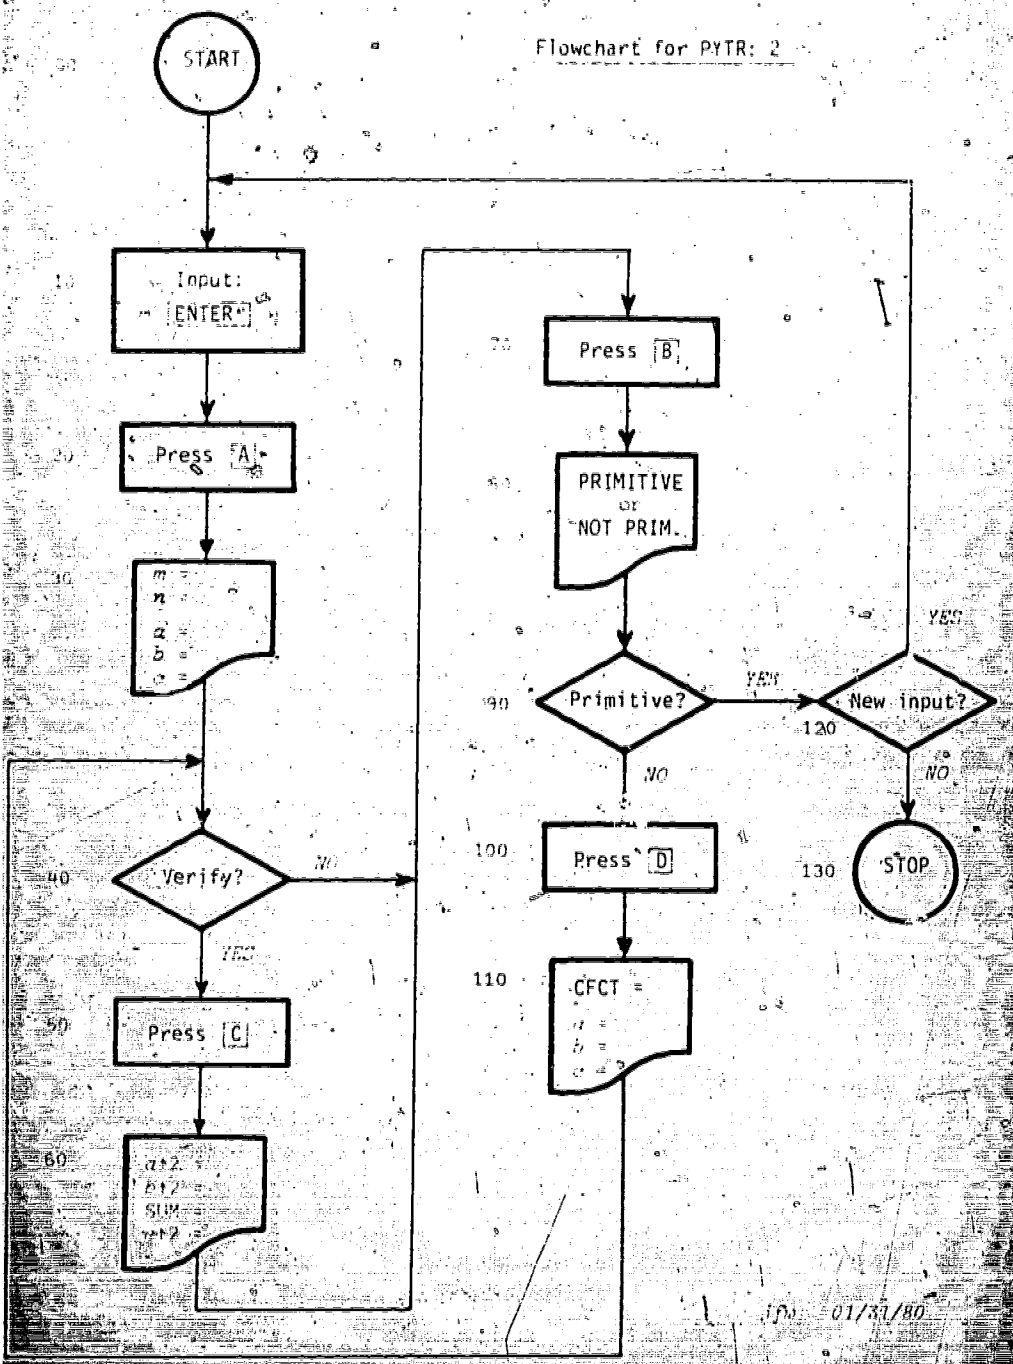 Flowchart for PYTR: 2
START
10
Input:
m [ENTER↑] n
20
Press [A]
30
m =
n =
a =
b =
40
Verify?
NO
YES
50
Press [C]
60
a↑2 =
b↑2 =
SUM =
70
Press [B]
PRIMITIVE
or
NOT PRIM.
90
Primitive?
YES
NO
100
Press [D]
110
CFCT =
a =
b =
120
New input?
YES
NO
130
STOP
01/31/80